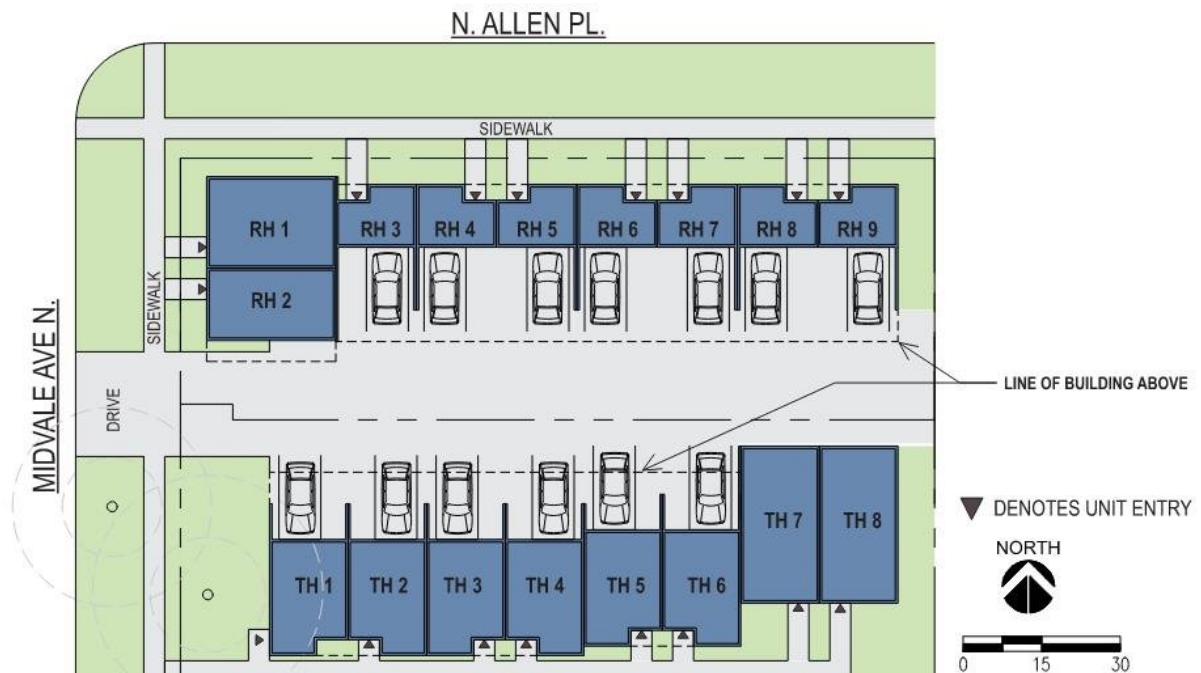 N. ALLEN PL.
SIDEWALK
RH 1
RH 2
RH 3
RH 4
RH 5
RH 6
RH 7
RH 8
RH 9
SIDEWALK
MIDVALE AVE N.
DRIVE
LINE OF BUILDING ABOVE
TH 1
TH 2
TH 3
TH 4
TH 5
TH 6
TH 7
TH 8
DENOTES UNIT ENTRY
NORTH
0 15 30